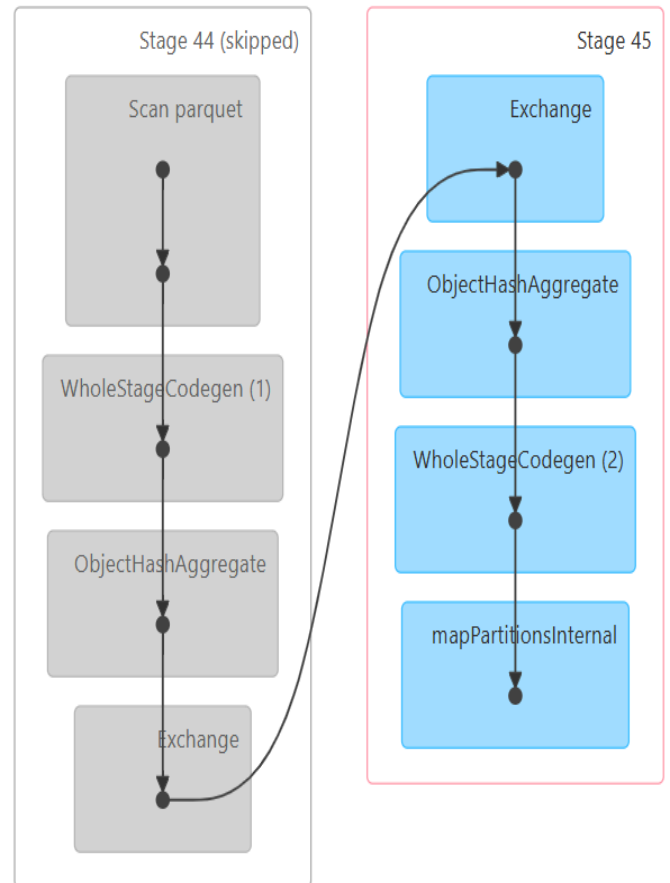 Stage 44 (skipped)
Scan parquet
WholeStageCodegen (1)
ObjectHashAggregate
Exchange
Stage 45
Exchange
ObjectHashAggregate
WholeStageCodegen (2)
mapPartitionsInternal